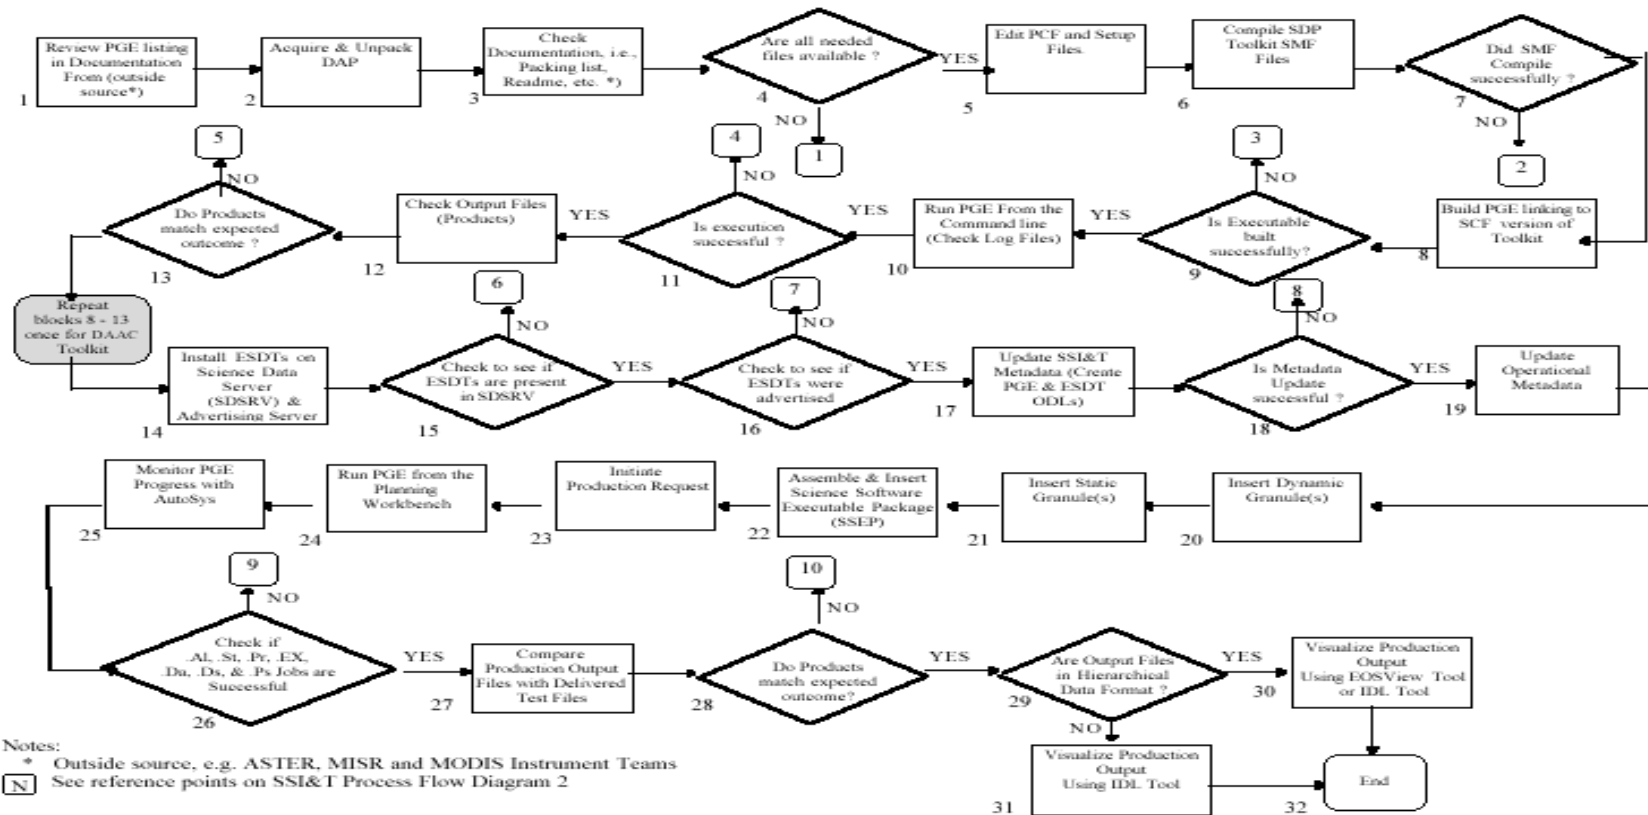 Review PGE listing
in Documentation
From (outside
source*)
1
Acquire & Unpack
DAP
2
Check
Documentation, i.e.,
Packing list,
Readme, etc. *)
3
Are all needed
files available ?
4
YES
NO
1
Edit PCF and Setup
Files.
5
Compile SDP
Toolkit SMF
Files
6
Did SMF
Compile
successfully ?
7
NO
2
Build PGE linking to
SCF version of
Toolkit
8
3
NO
Is Executable
built
successfully?
9
YES
Run PGE From the
Command line
(Check Log Files)
10
YES
4
NO
Is execution
successful ?
11
YES
Check Output Files
(Products)
12
5
NO
Do Products
match expected
outcome ?
13
Repeat
blocks 8 - 13
once for DAAC
Toolkit
Install ESDTs on
Science Data
Server
(SDSRV) &
Advertising Server
14
6
NO
Check to see if
ESDTs are present
in SDSRV
15
YES
7
NO
Check to see if
ESDTs were
advertised
16
YES
Update SSI&T
Metadata (Create
PGE & ESDT
ODLs)
17
8
NO
Is Metadata
Update
successful ?
18
YES
Update
Operational
Metadata
19
Insert Dynamic
Granule(s)
20
Insert Static
Granule(s)
21
Assemble & Insert
Science Software
Executable Package
(SSEP)
22
Initiate
Production Request
23
Run PGE from the
Planning
Workbench
24
Monitor PGE
Progress with
AutoSys
25
9
NO
Check if
.Al, .St, .Pr, .EX,
.Da, .Ds, & .Ps Jobs are
Successful
26
YES
Compare
Production Output
Files with Delivered
Test Files
27
10
NO
Do Products
match expected
outcome?
28
YES
Are Output Files
in Hierarchical
Data Format ?
29
YES
NO
Visualize Production
Output
Using EOSView Tool
or IDL Tool
30
Visualize Production
Output
Using IDL Tool
31
End
32
Notes:
* Outside source, e.g. ASTER, MISR and MODIS Instrument Teams
N See reference points on SSI&T Process Flow Diagram 2